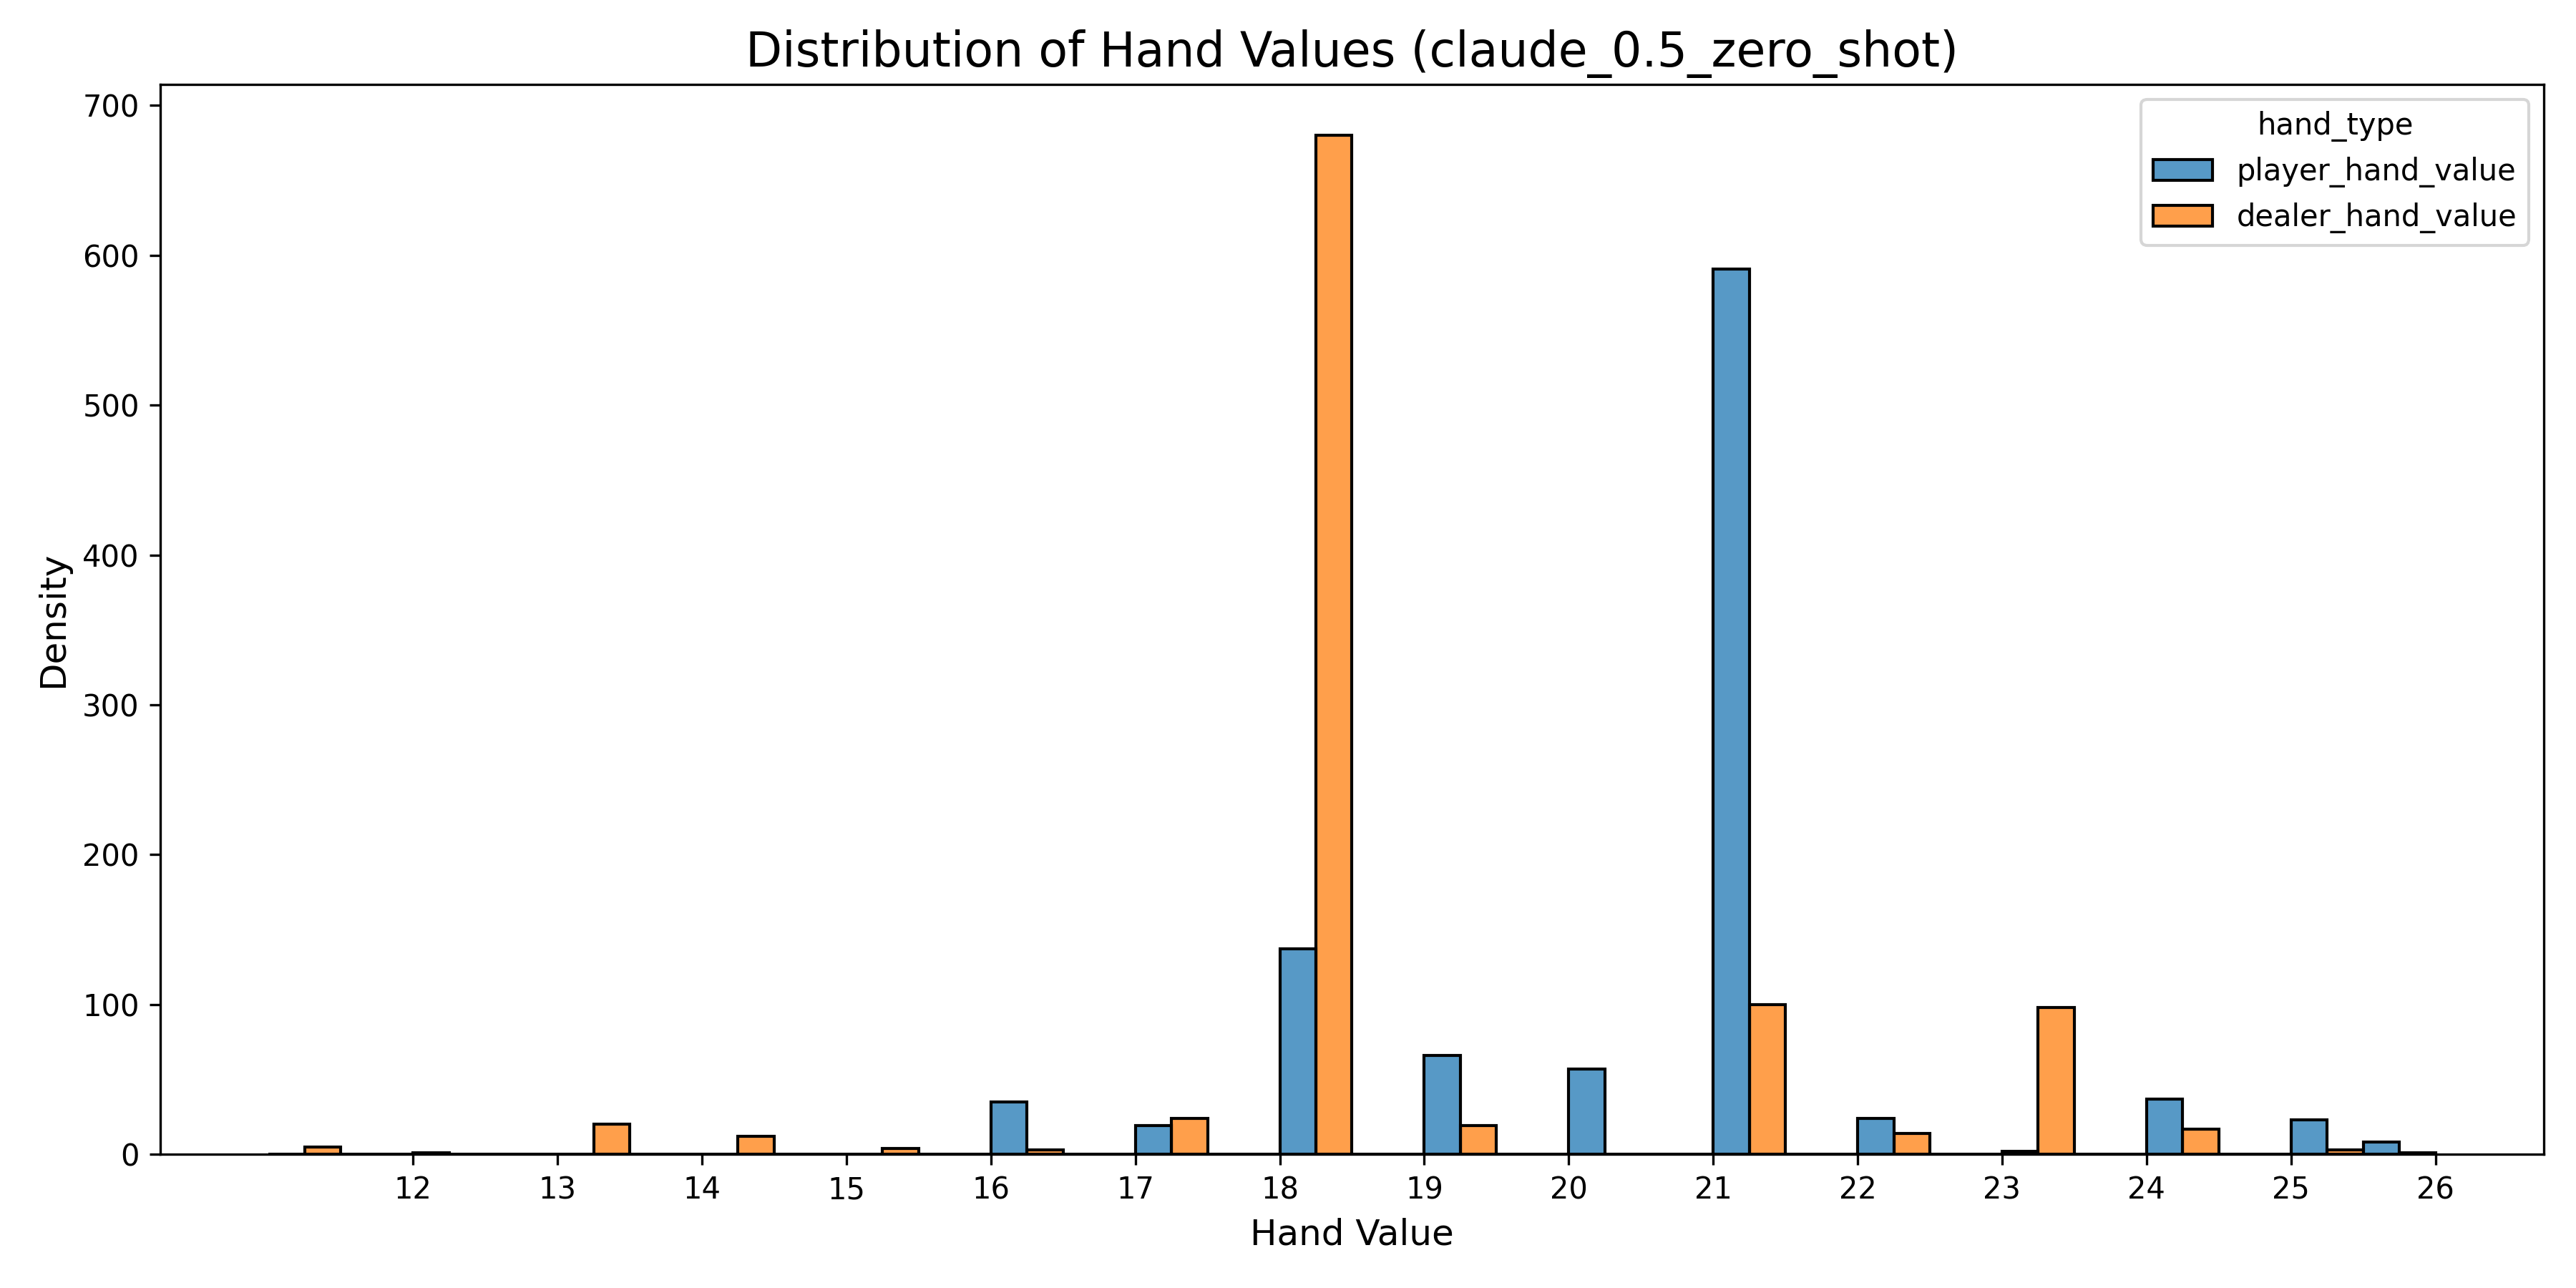 Distribution of Hand Values (claude_0.5_zero_shot)
700
600
500
400
300
200
100
0
Density
hand_type
player_hand_value
dealer_hand_value
12 13 14 15 16 17 18 19 20 21 22 23 24 25 26
Hand Value